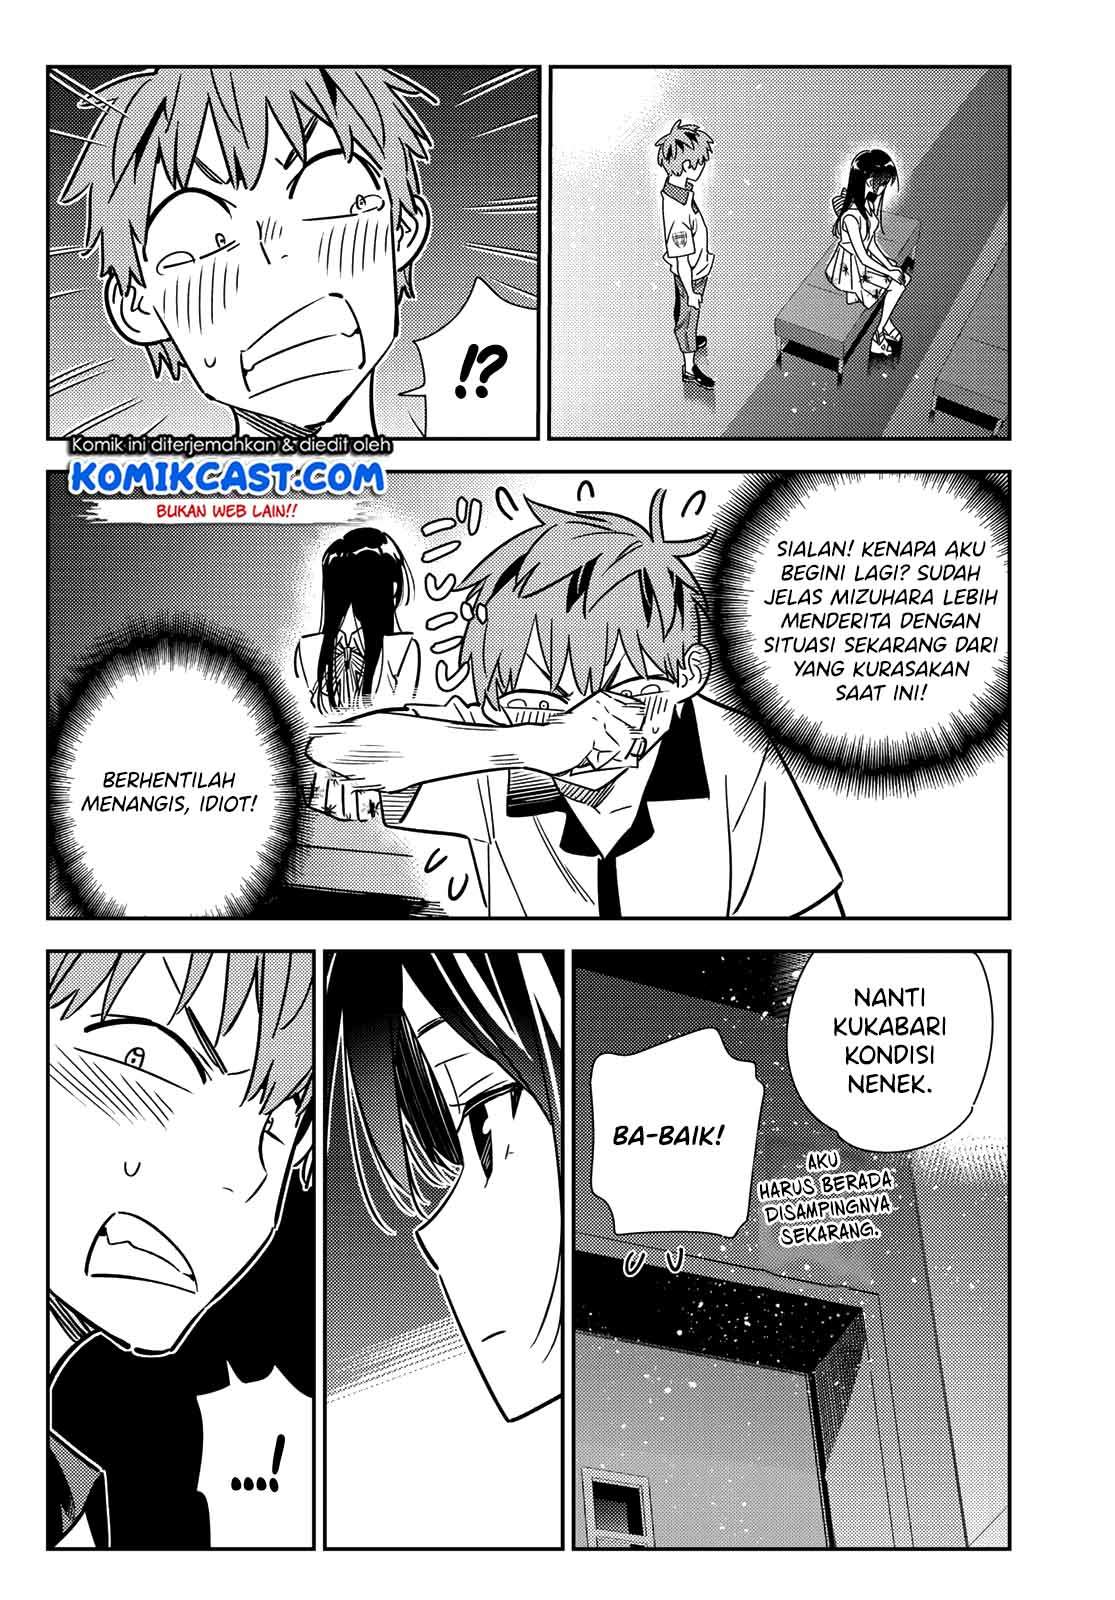 !?
Komik ini diterjemahkan & diedit oleh
KOMIKCAST.COM
BUKAN WEB LAIN!!
SIALAN! KENAPA AKU
BEGINI LAGI? SUDAH
JELAS MIZUHARA LEBIH
MENDERITA DENGAN
SITUASI SEKARANG DARI
YANG KURASAKAN
SAAT INI!
BERHENTILAH
MENANGIS, IDIOT!
NANTI
KUKABARI
KONDISI
NENEK.
AKU
HARUS BERADA
DISAMPINGNYA
SEKARANG.
BA-BAIK!
....!